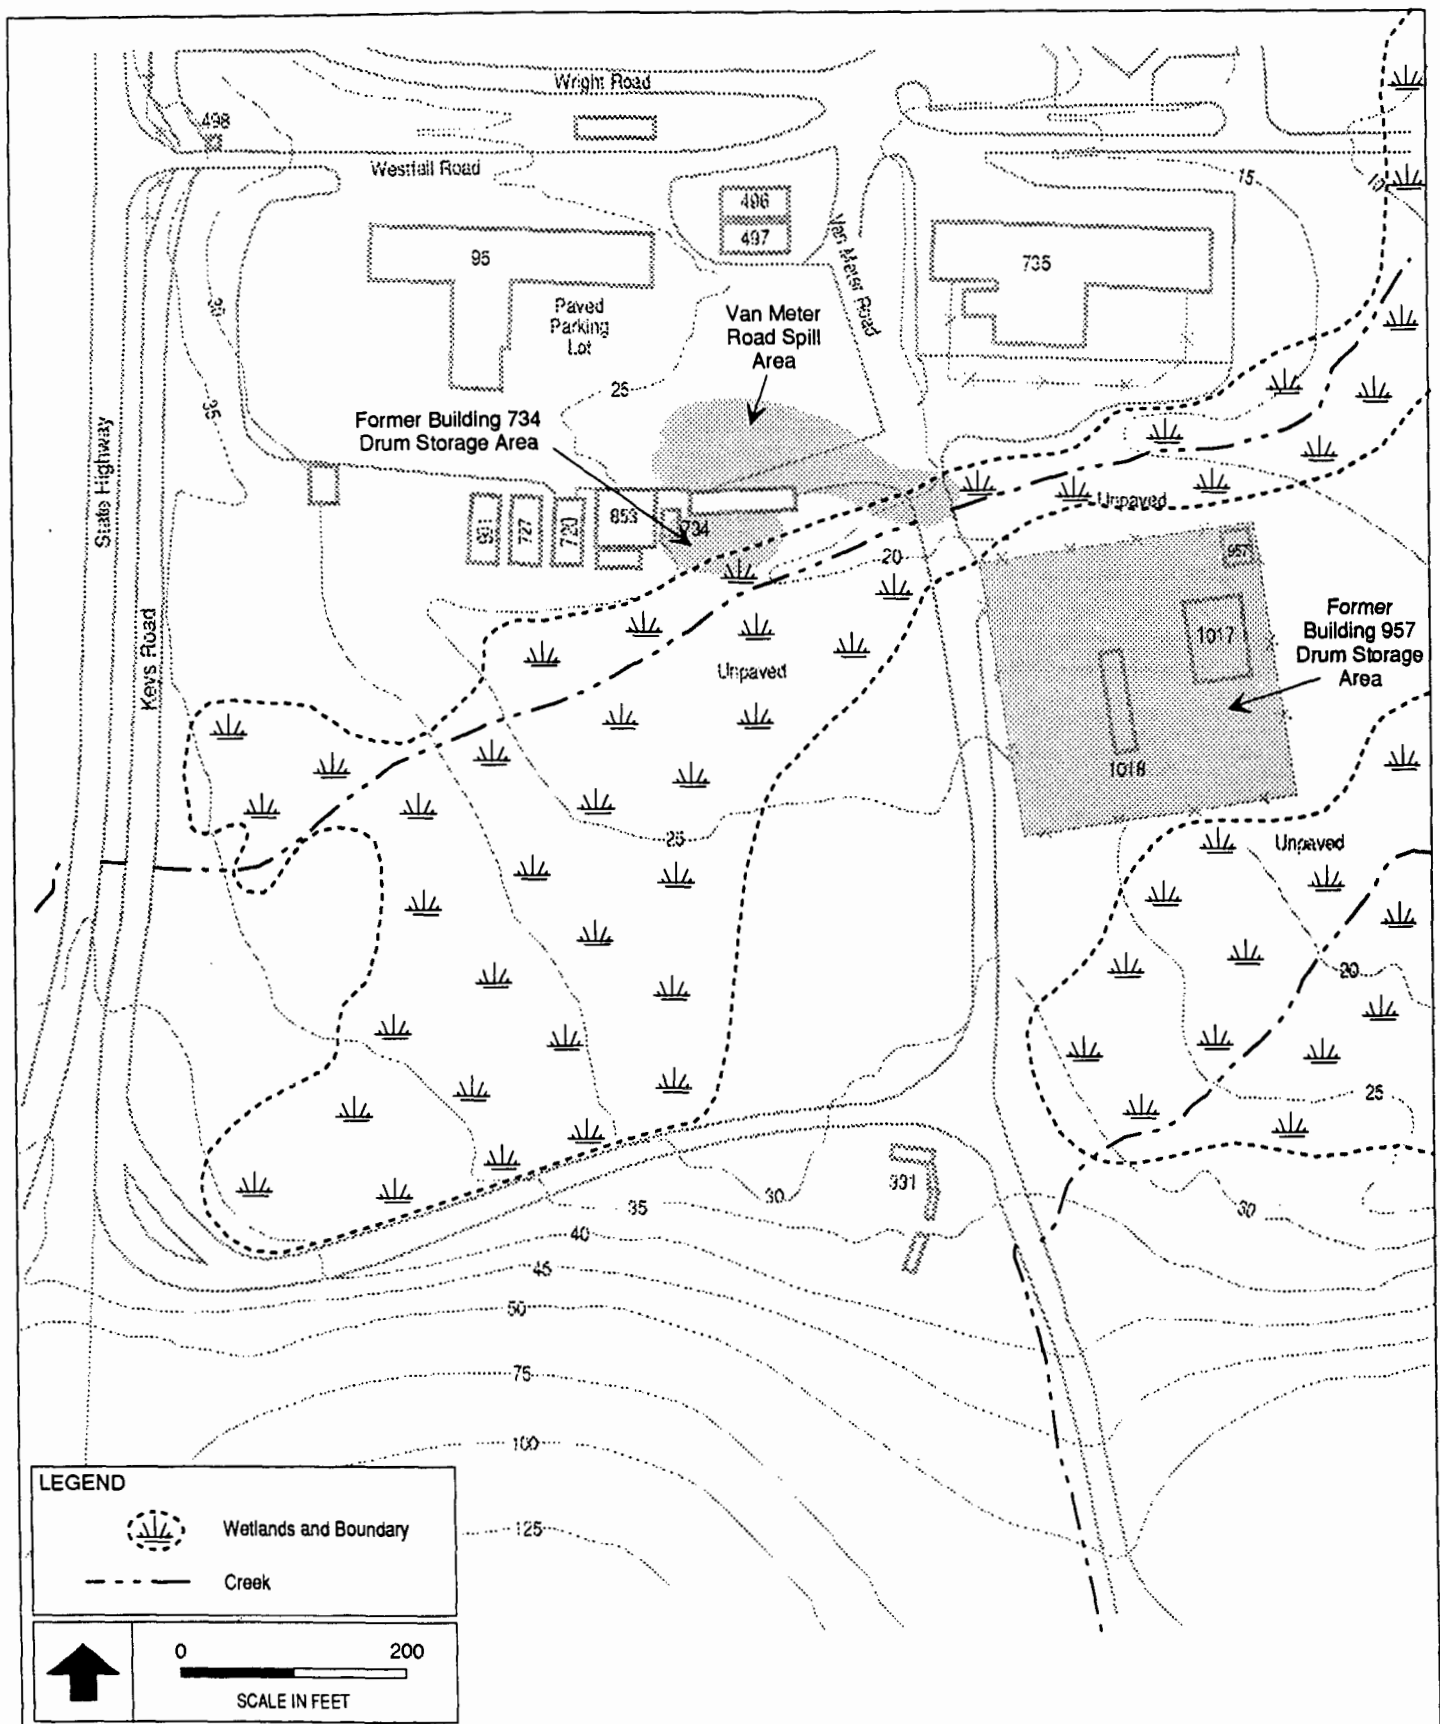 Wright Road
498
Westfall Road
15
10
496
497
Van Meter Road
95
735
30
Paved
Parking
Lot
Van Meter
Road Spill
Area
25
35
Former Building 734
Drum Storage Area
State Highway
Unpaved
727
720
853
734
20
957
Former
Building 957
Drum Storage
Area
1017
Keys Road
Unpaved
1018
25
Unpaved
20
25
931
30
35
30
40
45
50
75
100
125
LEGEND
Wetlands and Boundary
Creek
0 200
SCALE IN FEET